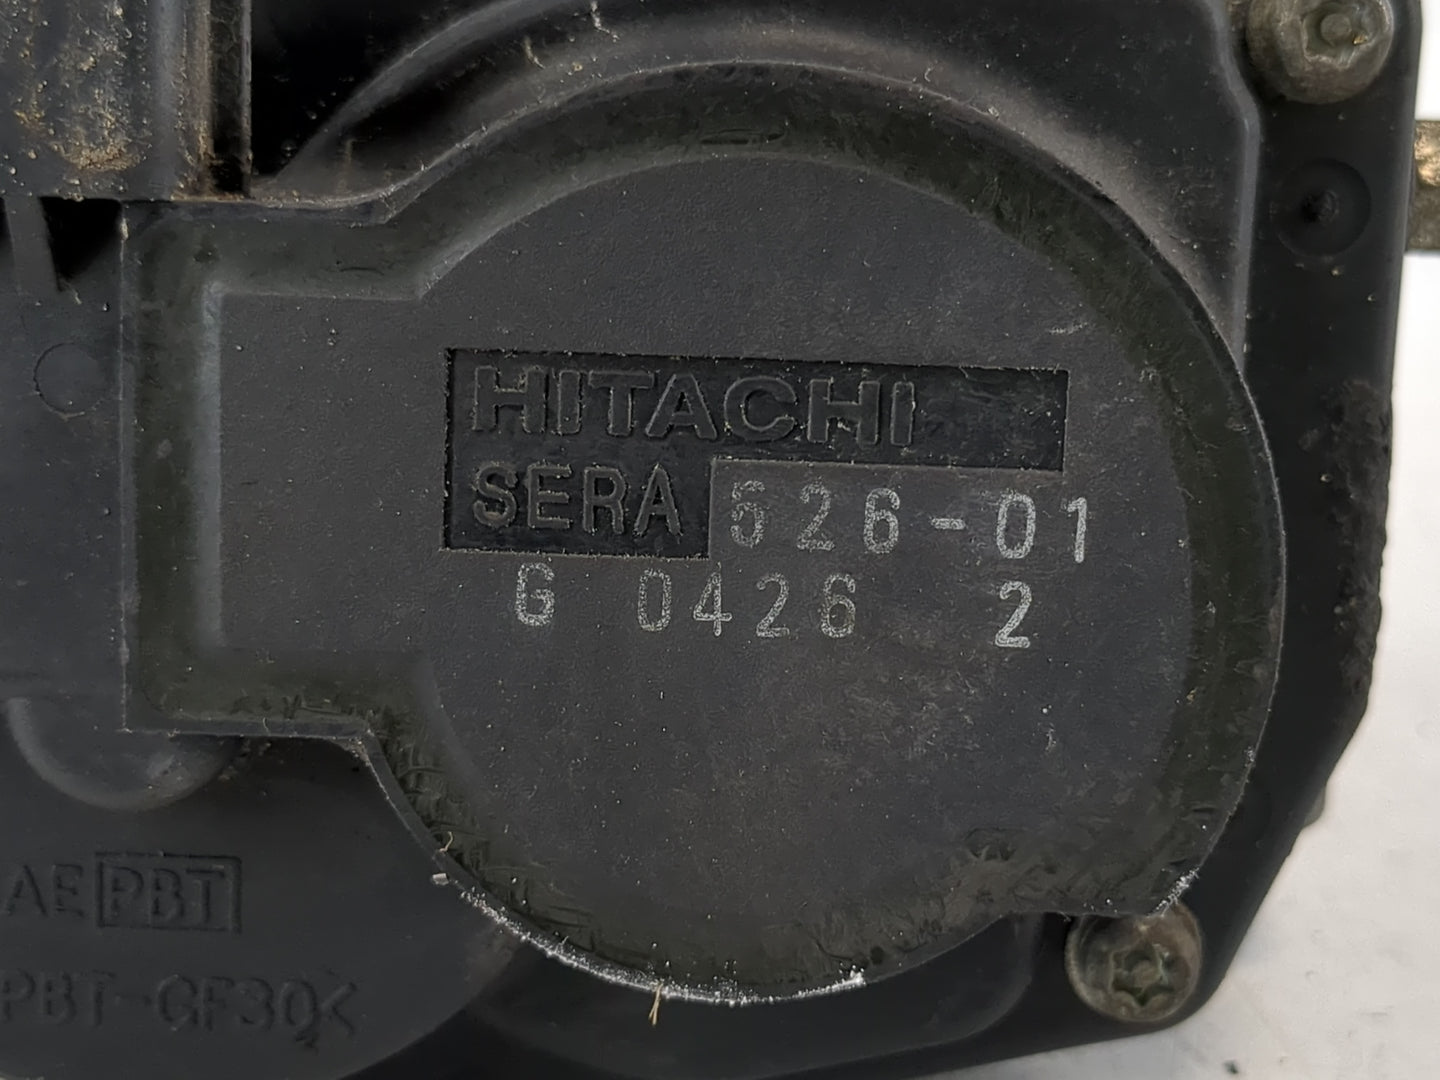 HITACHI
SERA 626-01
G 0426 2
AE PBT
PBT-GF30<